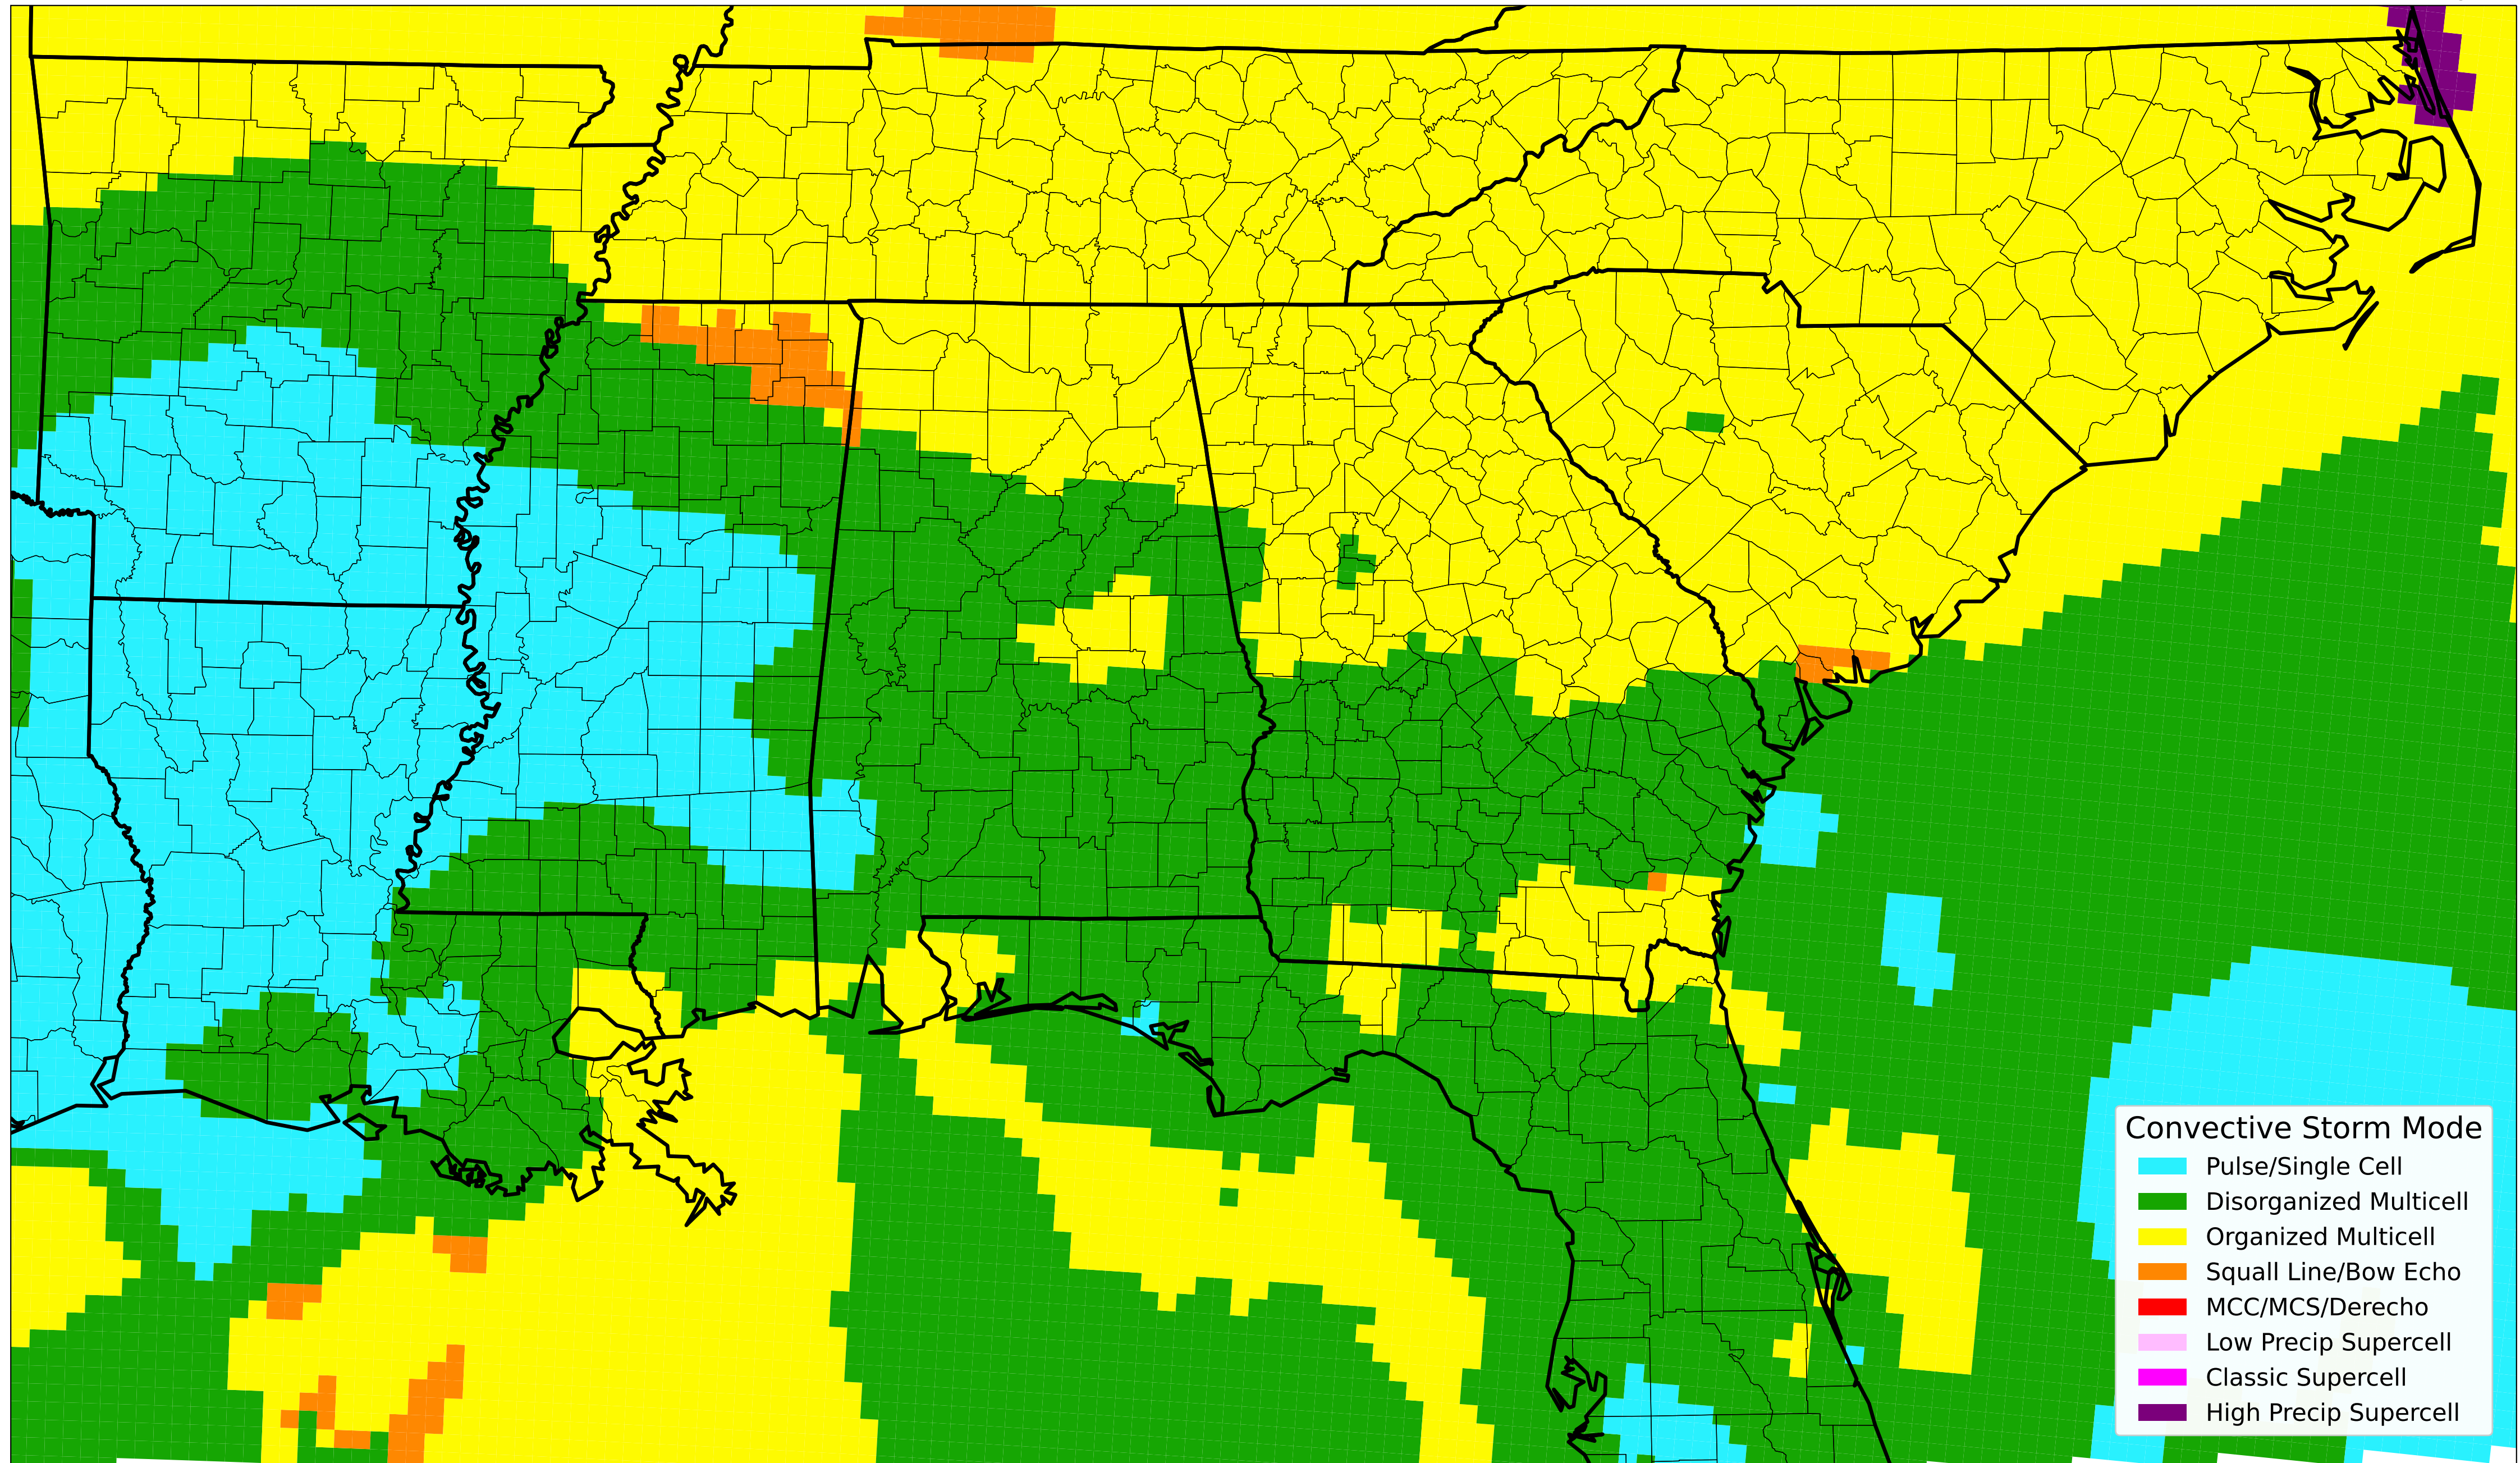 Convective Storm Mode
Pulse/Single Cell
Disorganized Multicell
Organized Multicell
Squall Line/Bow Echo
MCC/MCS/Derecho
Low Precip Supercell
Classic Supercell
High Precip Supercell